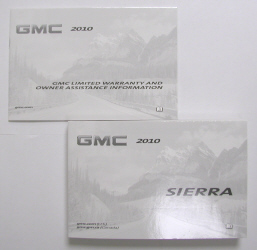 GMC 2010
GMC LIMITED WARRANTY AND
OWNER ASSISTANCE INFORMATION
GMC 2010
SIERRA